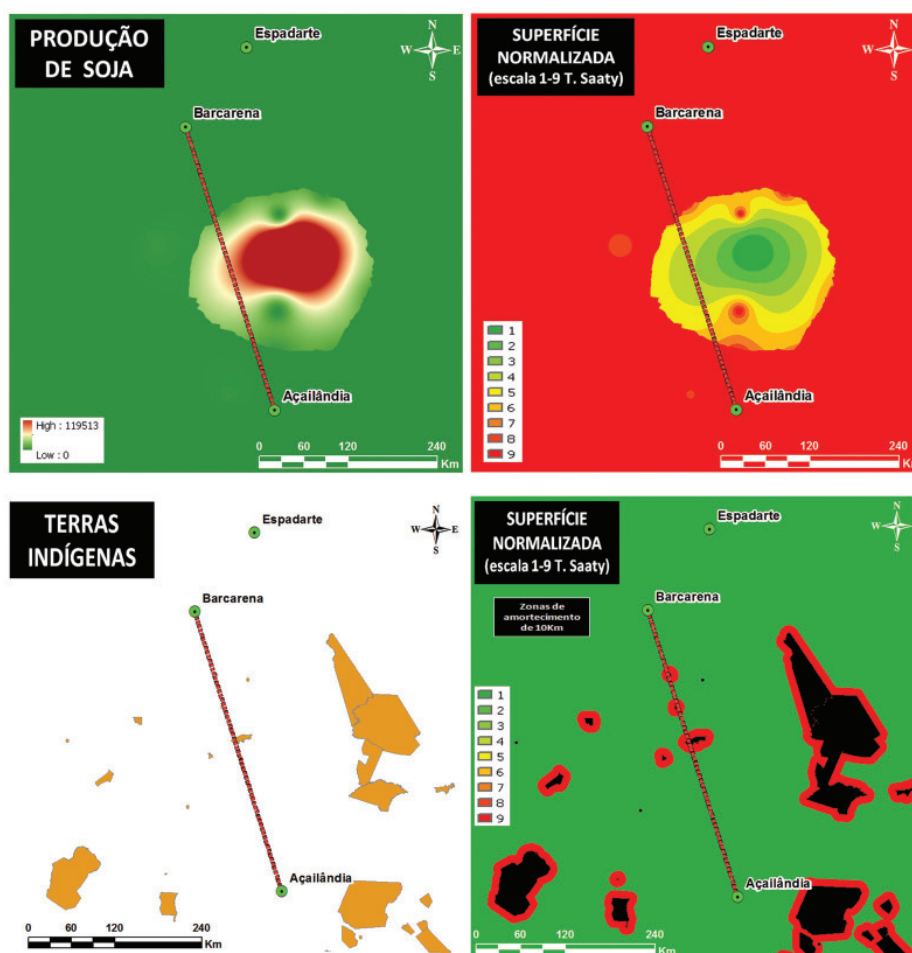 PRODUÇÃO
DE SOJA
Espadarte
N
W E
S
Barcarena
Açailândia
High : 119513
Low : 0
0 60 120 240
Km
SUPERFÍCIE
NORMALIZADA
(escala 1-9 T. Saaty)
Espadarte
N
W E
S
Barcarena
1
2
3
4
5
6
7
8
9
Açailândia
0 60 120 240
Km
TERRAS
INDÍGENAS
Espadarte
N
W E
S
Barcarena
Açailândia
0 60 120 240
Km
SUPERFÍCIE
NORMALIZADA
(escala 1-9 T. Saaty)
Espadarte
N
W E
S
Zonas de
amortecimento
de 10Km
Barcarena
1
2
3
4
5
6
7
8
9
Açailândia
0 60 120 240
Km